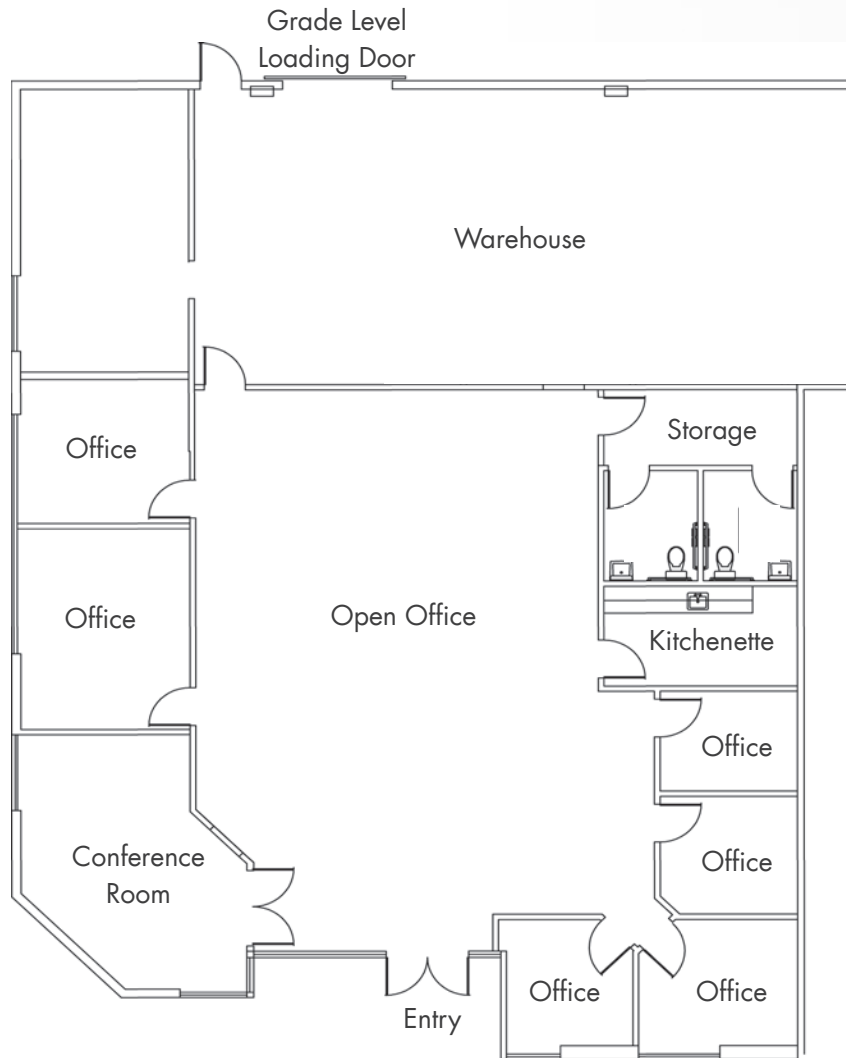 Grade Level
Loading Door
Warehouse
Office
Storage
Office
Open Office
Kitchenette
Office
Conference
Room
Office
Office
Office
Entry